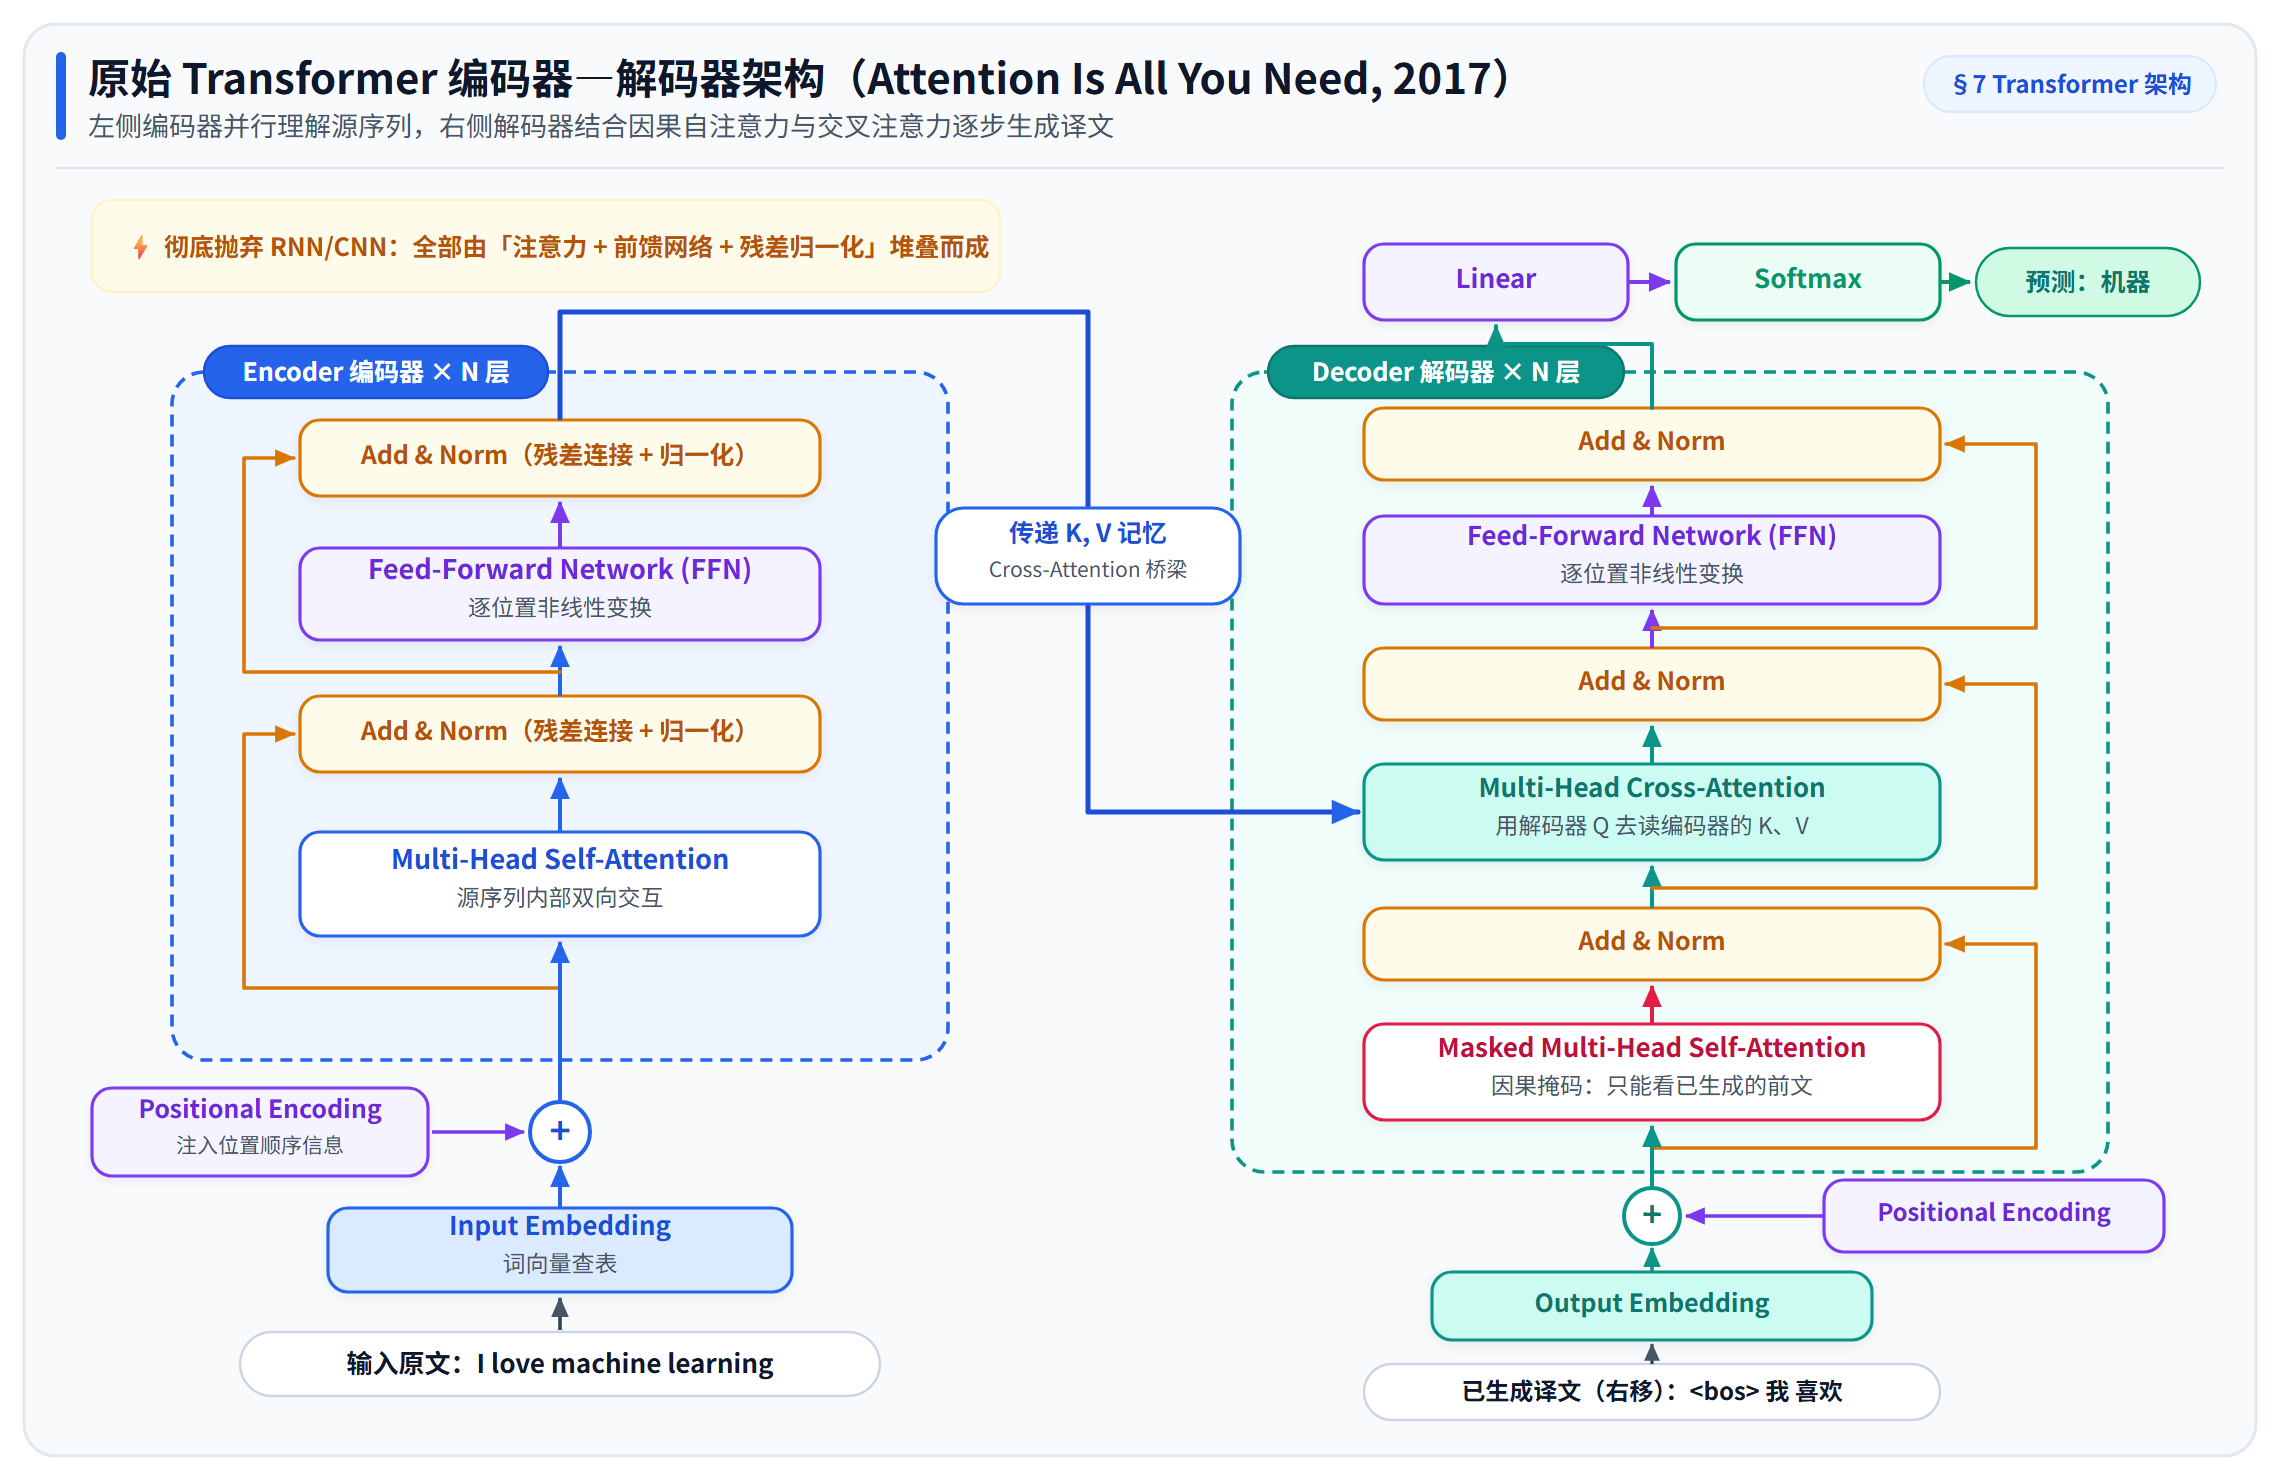 原始 Transformer 编码器—解码器架构（Attention Is All You Need, 2017）
§7 Transformer 架构
左侧编码器并行理解源序列，右侧解码器结合因果自注意力与交叉注意力逐步生成译文
⚡ 彻底抛弃 RNN/CNN：全部由「注意力 + 前馈网络 + 残差归一化」堆叠而成
Encoder 编码器 × N 层
Add & Norm（残差连接 + 归一化）
Feed-Forward Network (FFN)
逐位置非线性变换
Add & Norm（残差连接 + 归一化）
Multi-Head Self-Attention
源序列内部双向交互
Positional Encoding
注入位置顺序信息
+
Input Embedding
词向量查表
输入原文：I love machine learning
传递 K, V 记忆
Cross-Attention 桥梁
Linear
Softmax
预测：机器
Decoder 解码器 × N 层
Add & Norm
Feed-Forward Network (FFN)
逐位置非线性变换
Add & Norm
Multi-Head Cross-Attention
用解码器 Q 去读编码器的 K、V
Add & Norm
Masked Multi-Head Self-Attention
因果掩码：只能看已生成的前文
+
Positional Encoding
Output Embedding
已生成译文（右移）：<bos> 我 喜欢